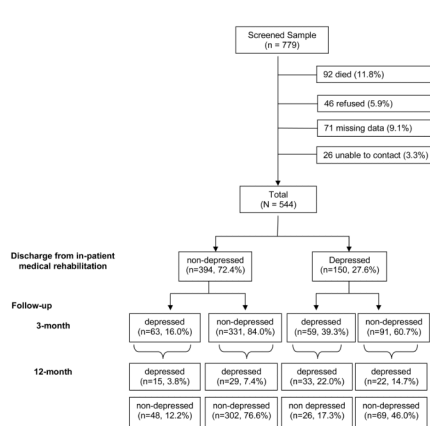 Screened Sample
(n = 779)
92 died (11.8%)
46 refused (5.9%)
71 missing data (9.1%)
26 unable to contact (3.3%)
Total
(N = 544)
Discharge from in-patient
medical rehabilitation
non-depressed
(n=394, 72.4%)
Depressed
(n=150, 27.6%)
Follow-up
3-month
depressed
(n=63, 16.0%)
non-depressed
(n=331, 84.0%)
depressed
(n=59, 39.3%)
non-depressed
(n=91, 60.7%)
12-month
depressed
(n=15, 3.8%)
depressed
(n=29, 7.4%)
depressed
(n=33, 22.0%)
depressed
(n=22, 14.7%)
non-depressed
(n=48, 12.2%)
non-depressed
(n=302, 76.6%)
non-depressed
(n=26, 17.3%)
non-depressed
(n=69, 46.0%)